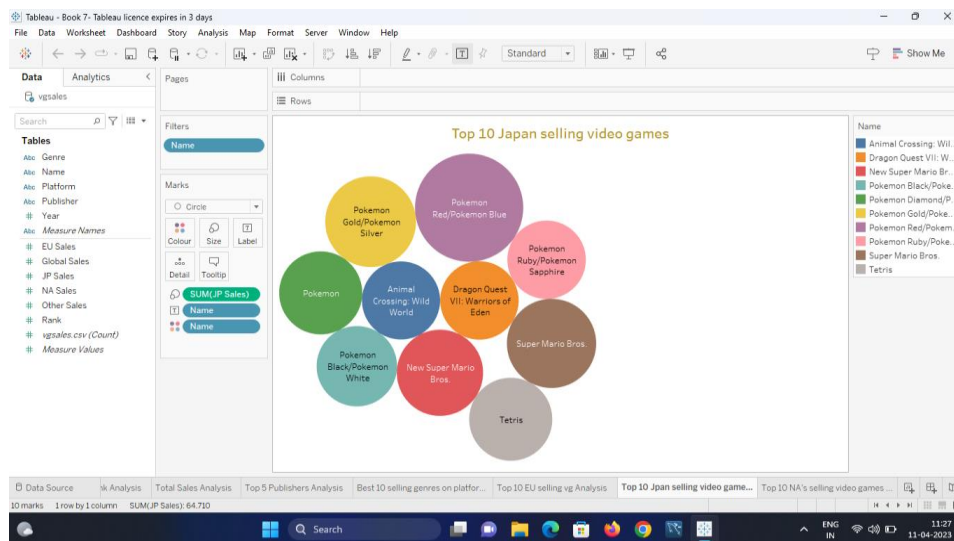 Tableau - Book 7- Tableau licence expires in 3 days
File Data Worksheet Dashboard Story Analysis Map Format Server Window Help
Standard
Show Me
Data Analytics
vgsales
Search
Tables
Abc Genre
Abc Name
Abc Platform
Abc Publisher
# Year
Abc Measure Names
# EU Sales
# Global Sales
# JP Sales
# NA Sales
# Other Sales
# Rank
# vgsales.csv (Count)
# Measure Values
Pages
Filters
Name
Marks
Circle
Colour Size Label
Detail Tooltip
SUM(JP Sales)
Name
Name
Columns
Rows
Top 10 Japan selling video games
Pokemon
Red/Pokemon Blue
Pokemon
Gold/Pokemon
Silver
Pokemon
Ruby/Pokemon
Sapphire
Pokemon
Animal
Crossing: Wild
World
Dragon Quest
VII: Warriors of
Eden
Super Mario Bros.
Pokemon
Black/Pokemon
White
New Super Mario
Bros.
Tetris
Name
Animal Crossing: Wil..
Dragon Quest VII: W..
New Super Mario Br..
Pokemon Black/Poke..
Pokemon Diamond/P..
Pokemon Gold/Poke..
Pokemon Red/Pokem..
Pokemon Ruby/Poke..
Super Mario Bros.
Tetris
Data Source nk Analysis Total Sales Analysis Top 5 Publishers Analysis Best 10 selling genres on platfor... Top 10 EU selling vg Analysis Top 10 Jpan selling video game... Top 10 NA's selling video games ...
10 marks 1 row by 1 column SUM(JP Sales): 64.710
Search
ENG
IN
11:27
11-04-2023